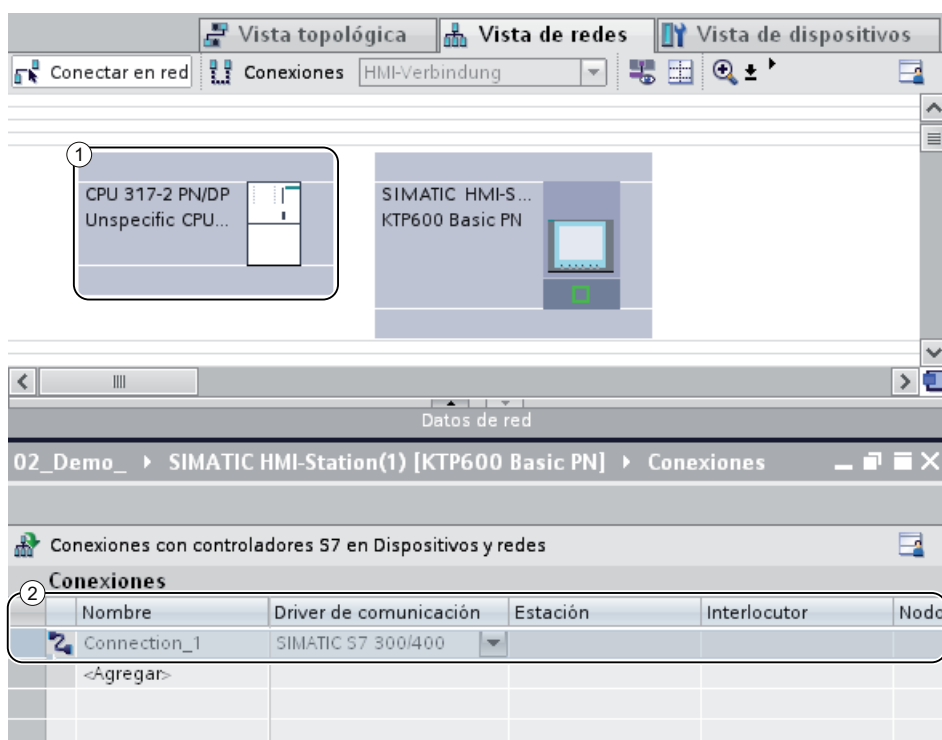 Vista topológica Vista de redes Vista de dispositivos
Conectar en red Conexiones HMI-Verbindung
1
CPU 317-2 PN/DP
Unspecific CPU...
SIMATIC HMI-S...
KTP600 Basic PN
Datos de red
02_Demo_ SIMATIC HMI-Station(1) [KTP600 Basic PN] Conexiones
Conexiones con controladores S7 en Dispositivos y redes
Conexiones
2
Nombre Driver de comunicación Estación Interlocutor Nodo
Connection_1 SIMATIC S7 300/400
<Agregar>